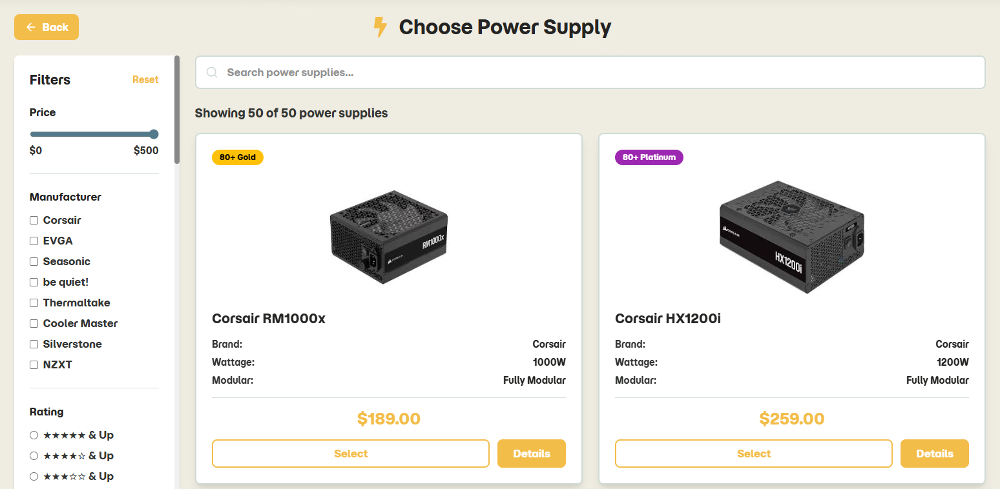 Back
Choose Power Supply
Filters
Reset
Price
$0
$500
Manufacturer
Corsair
EVGA
Seasonic
be quiet!
Thermaltake
Cooler Master
Silverstone
NZXT
Rating
★★★★★ & Up
★★★★☆ & Up
★★★☆☆ & Up
Search power supplies...
Showing 50 of 50 power supplies
80+ Gold
RM1000x
CORSAIR
Corsair RM1000x
Brand: Corsair
Wattage: 1000W
Modular: Fully Modular
$189.00
Select
Details
80+ Platinum
CORSAIR
HX1200i
Corsair HX1200i
Brand: Corsair
Wattage: 1200W
Modular: Fully Modular
$259.00
Select
Details